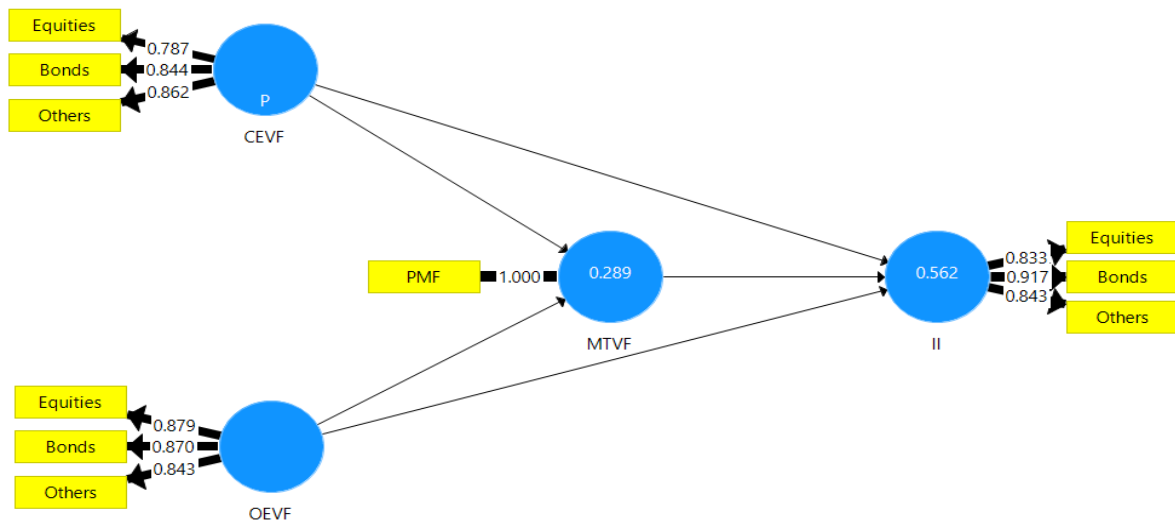 Equities
0.787
Bonds
0.844
Others
0.862
P
CEVF
PMF
1.000
0.289
MTVF
0.562
II
0.833
Equities
0.917
Bonds
0.843
Others
Equities
0.879
Bonds
0.870
Others
0.843
OEVF